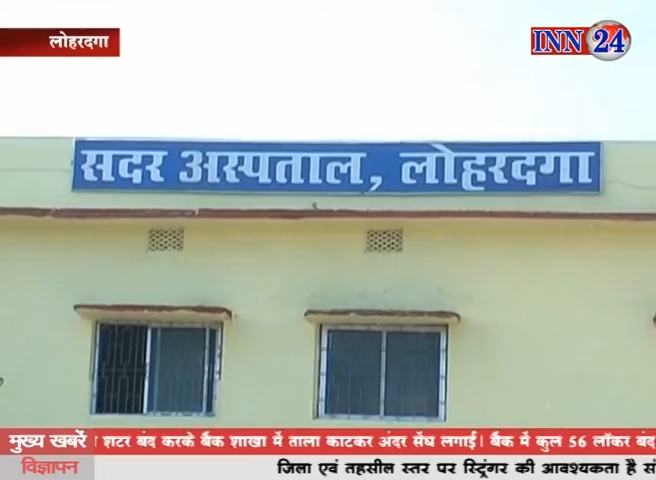 लोहरदगा
INN 24
सदर अस्पताल, लोहरदगा
मुख्य खबरें
शटर बंद करके बैंक शाखा में ताला काटकर अंदर सेंध लगाई। बैंक में कुल 56 लॉकर बंद
विज्ञापन
जिला एवं तहसील स्तर पर स्ट्रिंगर की आवश्यकता है